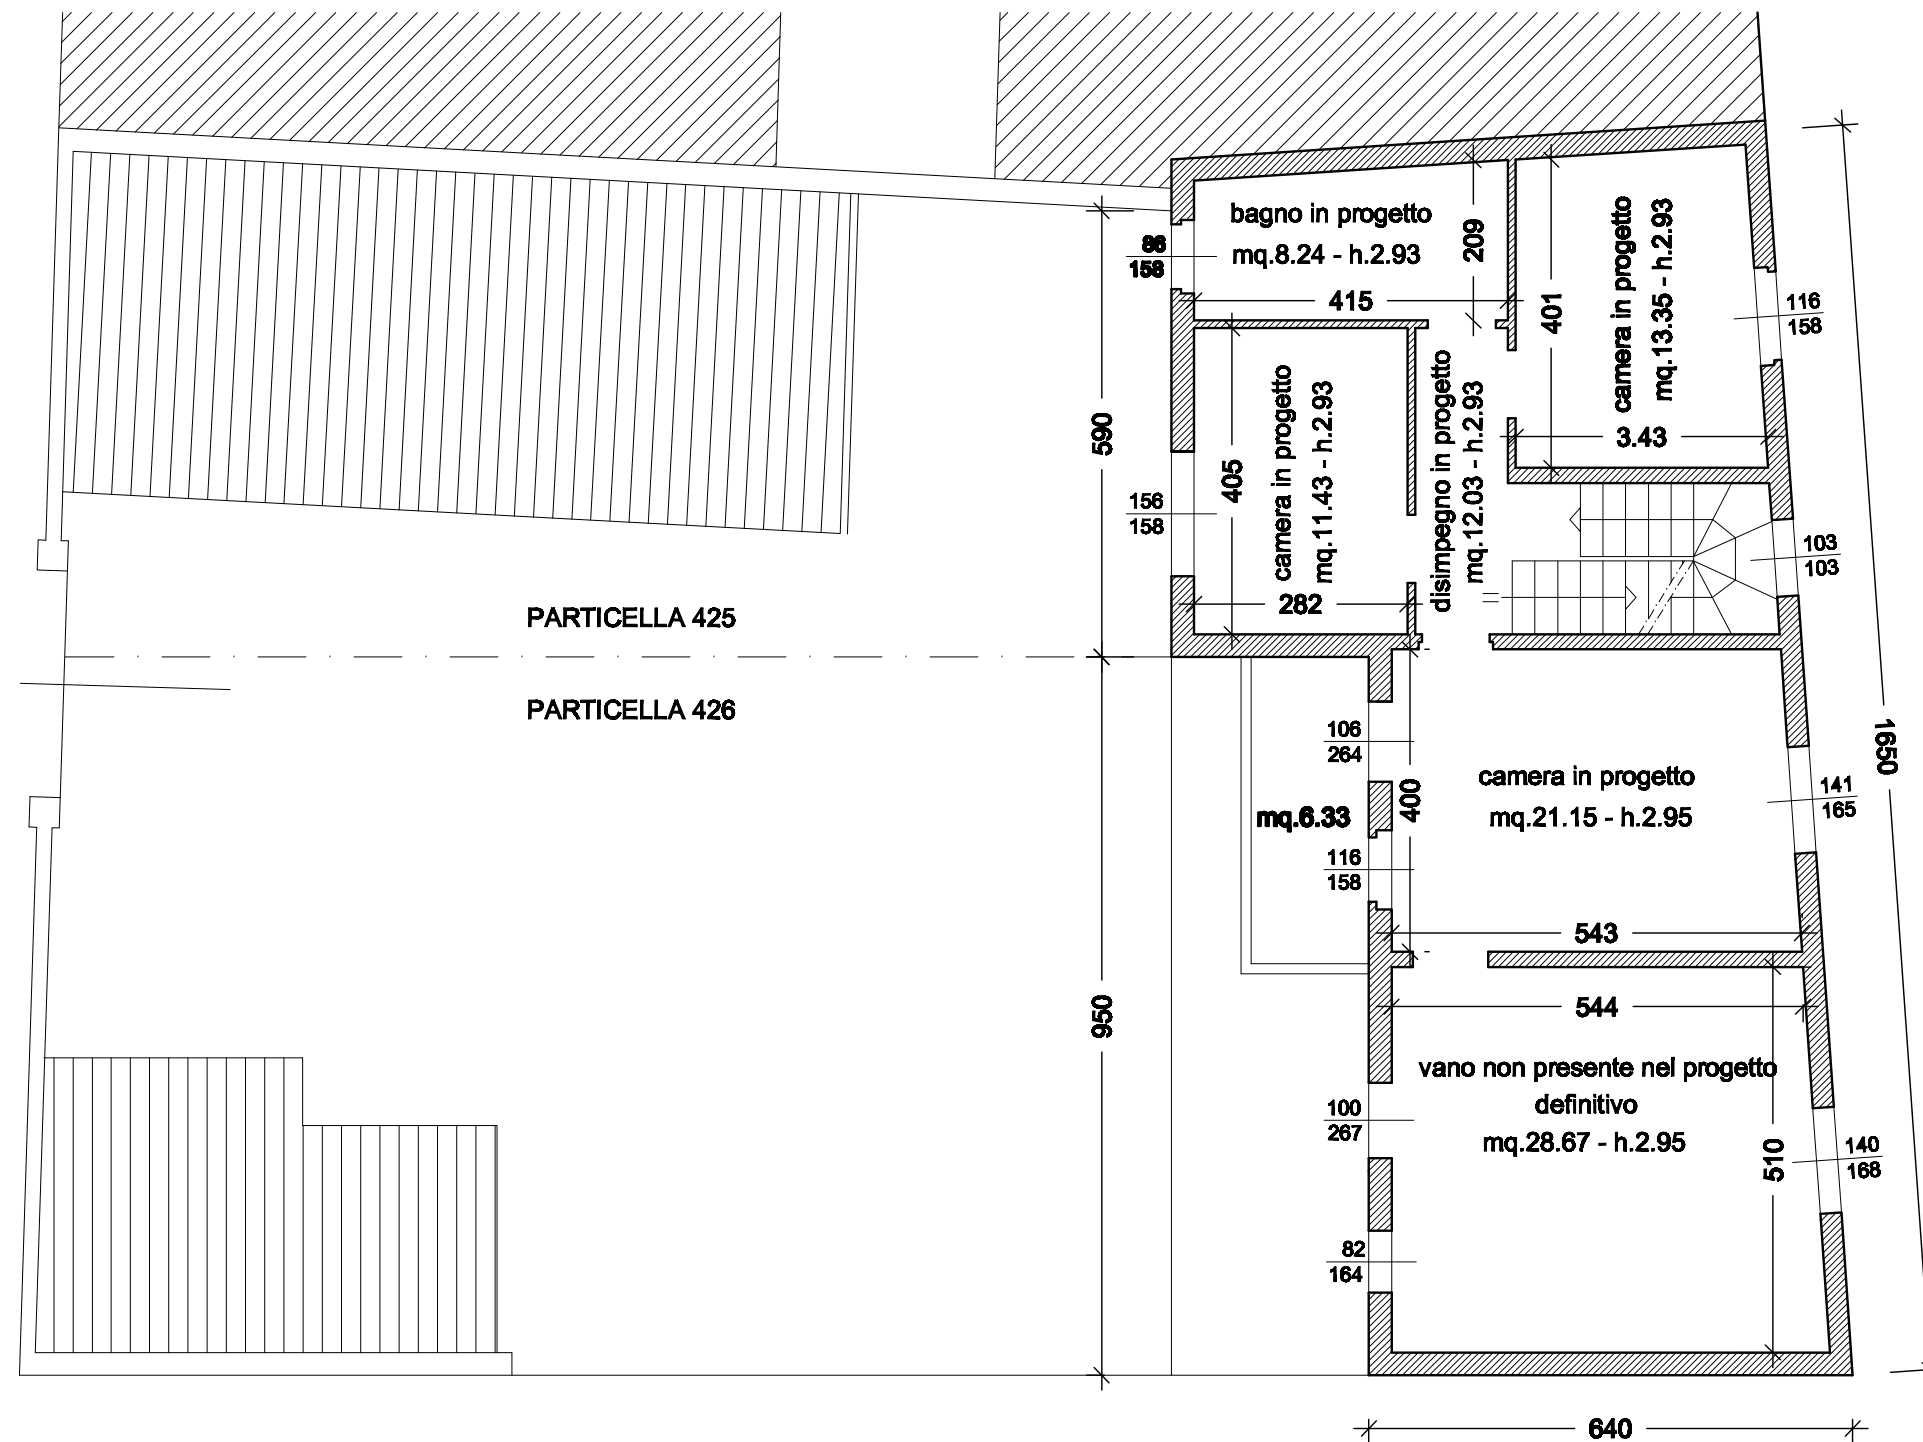 bagno in progetto
mq.8.24 - h.2.93
209
415
camera in progetto
mq.13.35 - h.2.93
401
3.43
116
158
158
590
405
camera in progetto
mq.11.43 - h.2.93
282
156
158
disimpegno in progetto
mq.12.03 - h.2.93
103
103
PARTICELLA 425
PARTICELLA 426
1650
106
264
camera in progetto
mq.21.15 - h.2.95
400
mq.6.33
116
158
141
165
543
950
544
vano non presente nel progetto
definitivo
mq.28.67 - h.2.95
510
100
267
140
168
82
164
640